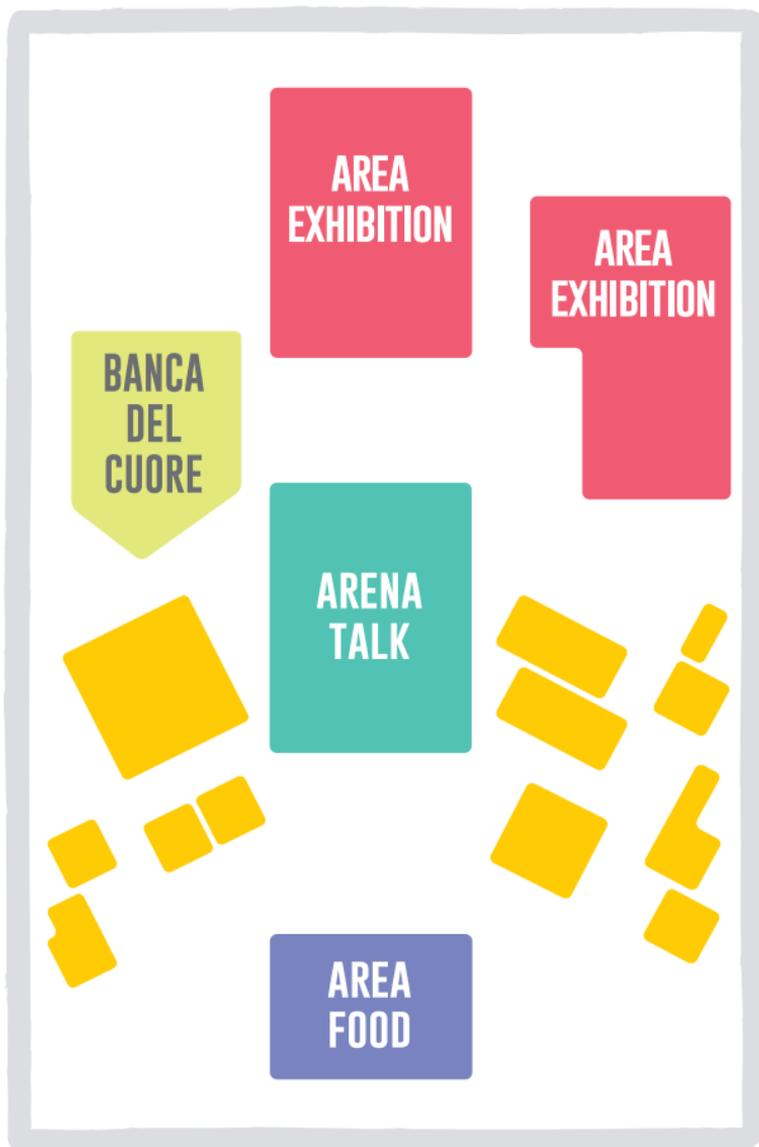 AREA
EXHIBITION
AREA
EXHIBITION
BANCA
DEL
CUORE
ARENA
TALK
AREA
FOOD